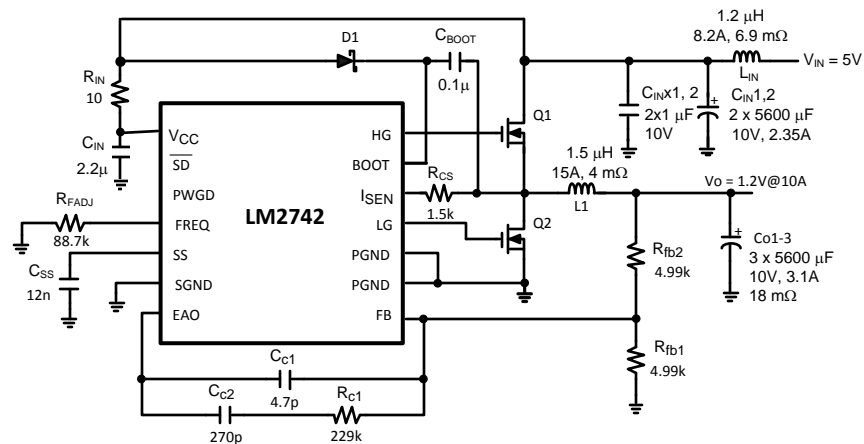 1.2 μH
8.2A, 6.9 mΩ
L_IN
V_IN = 5V
D1
C_BOOT
0.1μ
R_IN
10
C_IN
2.2μ
C_INx1, 2
2x1 μF
10V
C_IN1,2
2 x 5600 μF
10V, 2.35A
Q1
V_CC
SD
PWGD
FREQ
SS
SGND
EAO
LM2742
HG
BOOT
I_SEN
LG
PGND
PGND
FB
R_CS
1.5k
Q2
1.5 μH
15A, 4 mΩ
L1
Vo = 1.2V@10A
R_FADJ
88.7k
C_SS
12n
R_fb2
4.99k
Co1-3
3 x 5600 μF
10V, 3.1A
18 mΩ
R_fb1
4.99k
C_c1
4.7p
C_c2
270p
R_c1
229k